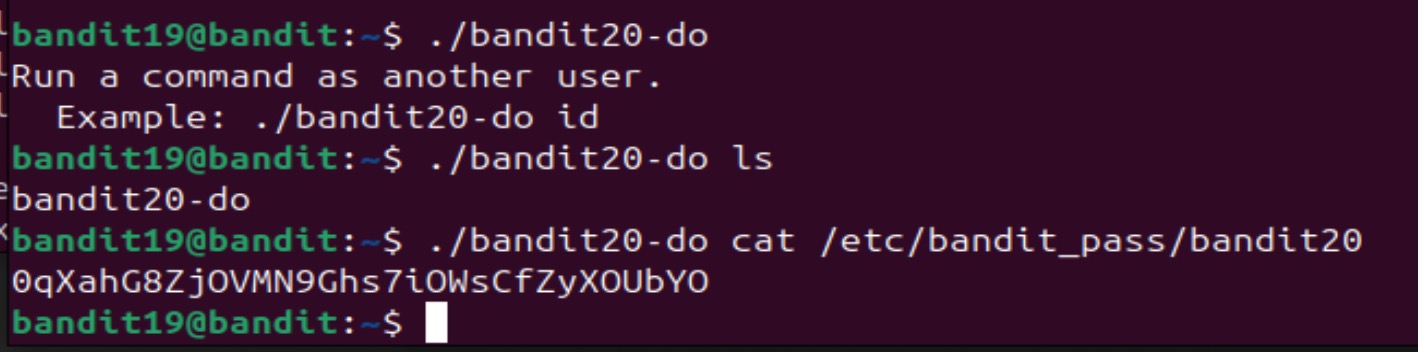 bandit19@bandit:~$ ./bandit20-do
Run a command as another user.
  Example: ./bandit20-do id
bandit19@bandit:~$ ./bandit20-do ls
bandit20-do
bandit19@bandit:~$ ./bandit20-do cat /etc/bandit_pass/bandit20
0qXahG8ZjOVMN9Ghs7iOWsCfZyXOUbYO
bandit19@bandit:~$